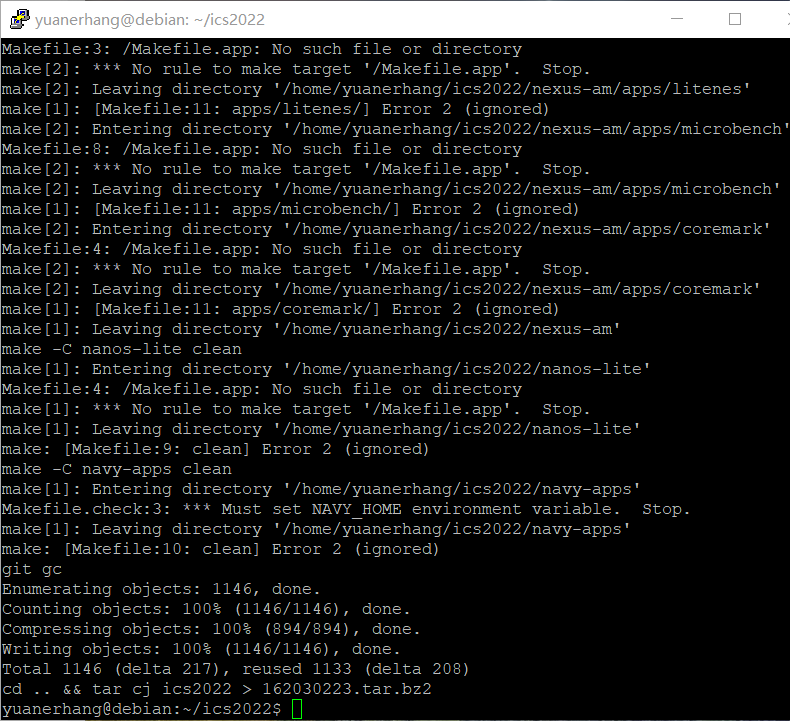 yuanerhang@debian: ~/ics2022
Makefile:3: /Makefile.app: No such file or directory
make[2]: *** No rule to make target '/Makefile.app'.  Stop.
make[2]: Leaving directory '/home/yuanerhang/ics2022/nexus-am/apps/litenes'
make[1]: [Makefile:11: apps/litenes/] Error 2 (ignored)
make[2]: Entering directory '/home/yuanerhang/ics2022/nexus-am/apps/microbench'
Makefile:8: /Makefile.app: No such file or directory
make[2]: *** No rule to make target '/Makefile.app'.  Stop.
make[2]: Leaving directory '/home/yuanerhang/ics2022/nexus-am/apps/microbench'
make[1]: [Makefile:11: apps/microbench/] Error 2 (ignored)
make[2]: Entering directory '/home/yuanerhang/ics2022/nexus-am/apps/coremark'
Makefile:4: /Makefile.app: No such file or directory
make[2]: *** No rule to make target '/Makefile.app'.  Stop.
make[2]: Leaving directory '/home/yuanerhang/ics2022/nexus-am/apps/coremark'
make[1]: [Makefile:11: apps/coremark/] Error 2 (ignored)
make[1]: Leaving directory '/home/yuanerhang/ics2022/nexus-am'
make -C nanos-lite clean
make[1]: Entering directory '/home/yuanerhang/ics2022/nanos-lite'
Makefile:4: /Makefile.app: No such file or directory
make[1]: *** No rule to make target '/Makefile.app'.  Stop.
make[1]: Leaving directory '/home/yuanerhang/ics2022/nanos-lite'
make: [Makefile:9: clean] Error 2 (ignored)
make -C navy-apps clean
make[1]: Entering directory '/home/yuanerhang/ics2022/navy-apps'
Makefile.check:3: *** Must set NAVY_HOME environment variable.  Stop.
make[1]: Leaving directory '/home/yuanerhang/ics2022/navy-apps'
make: [Makefile:10: clean] Error 2 (ignored)
git gc
Enumerating objects: 1146, done.
Counting objects: 100% (1146/1146), done.
Compressing objects: 100% (894/894), done.
Writing objects: 100% (1146/1146), done.
Total 1146 (delta 217), reused 1133 (delta 208)
cd .. && tar cj ics2022 > 162030223.tar.bz2
yuanerhang@debian:~/ics2022$